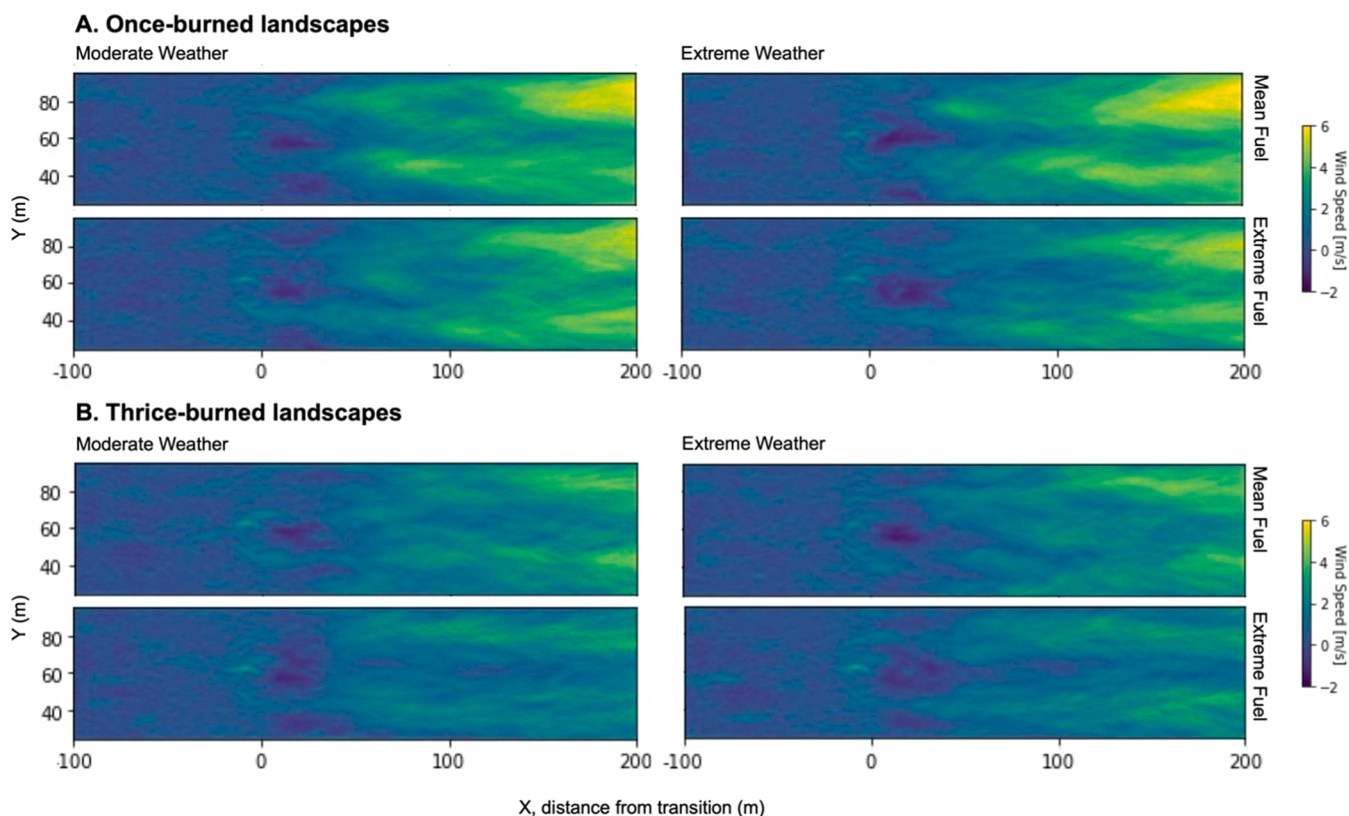 A. Once-burned landscapes
Moderate Weather
Extreme Weather
80
60
40
Mean Fuel
80
60
40
Extreme Fuel
Y (m)
-100
0
100
200
-100
0
100
200
6
4
2
0
−2
Wind Speed [m/s]
B. Thrice-burned landscapes
Moderate Weather
Extreme Weather
80
60
40
Mean Fuel
80
60
40
Extreme Fuel
Y (m)
100
0
100
200
-100
0
100
200
6
4
2
0
−2
Wind Speed [m/s]
X, distance from transition (m)